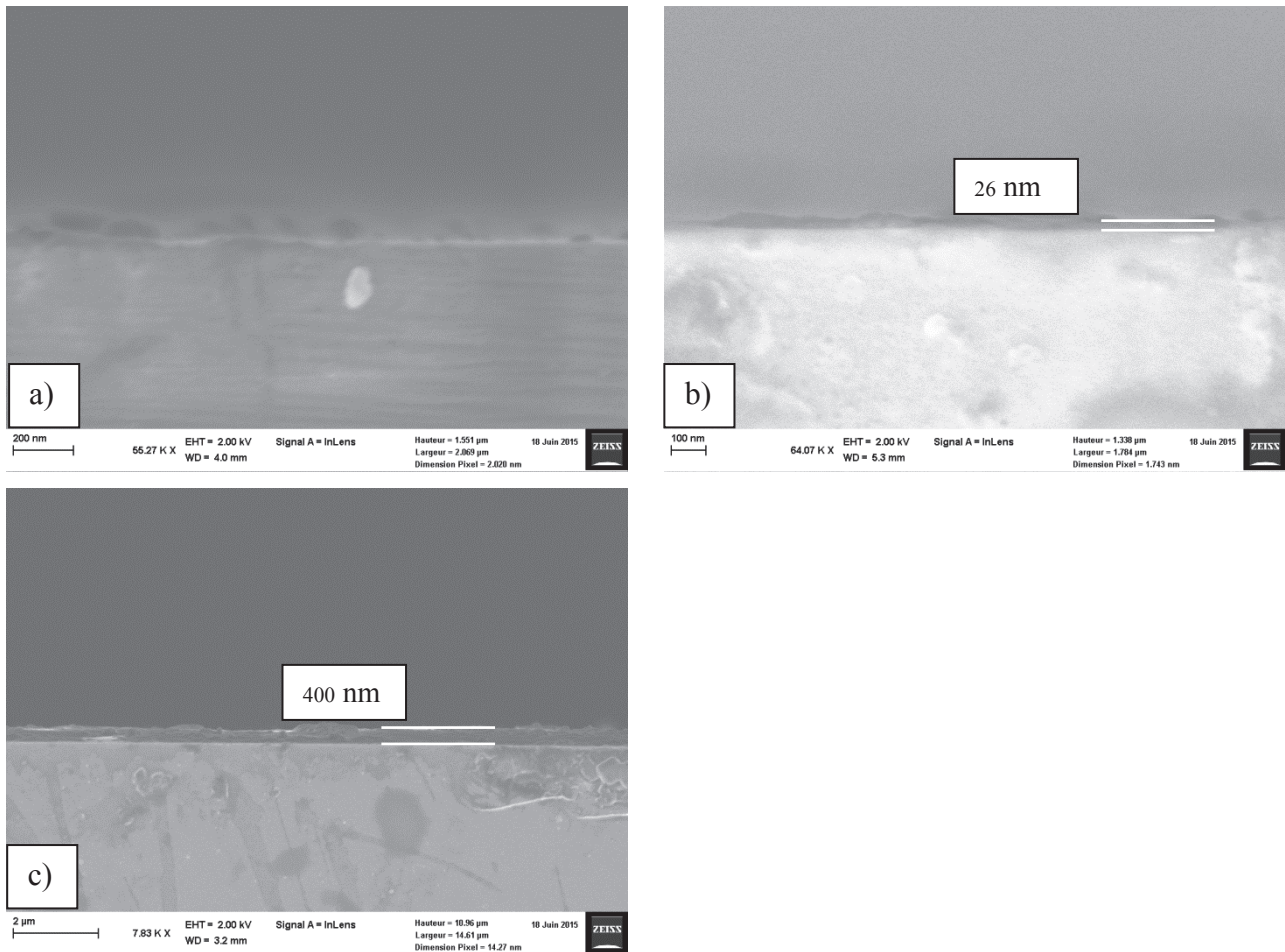 26 nm
a)
200 nm
55.27 K X
EHT = 2.00 kV
WD = 4.0 mm
Signal A = InLens
Hauteur = 1.551 µm
Largeur = 2.069 µm
Dimension Pixel = 2.020 nm
18 Juin 2015
ZEISS
b)
100 nm
64.07 K X
EHT = 2.00 kV
WD = 5.3 mm
Signal A = InLens
Hauteur = 1.338 µm
Largeur = 1.784 µm
Dimension Pixel = 1.743 nm
18 Juin 2015
ZEISS
400 nm
c)
2 µm
7.83 K X
EHT = 2.00 kV
WD = 3.2 mm
Signal A = InLens
Hauteur = 10.96 µm
Largeur = 14.61 µm
Dimension Pixel = 14.27 nm
18 Juin 2015
ZEISS